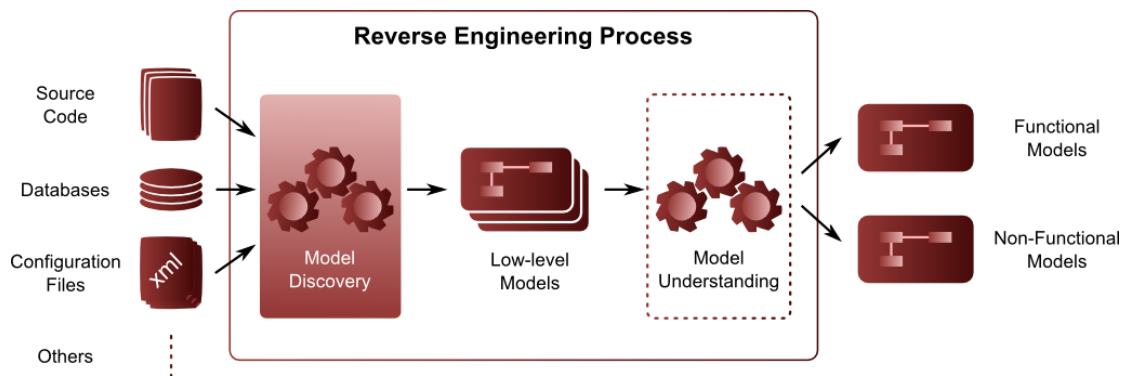 Reverse Engineering Process
Source
Code
Databases
Configuration
Files
Others
xml
Model
Discovery
Low-level
Models
Model
Understanding
Functional
Models
Non-Functional
Models